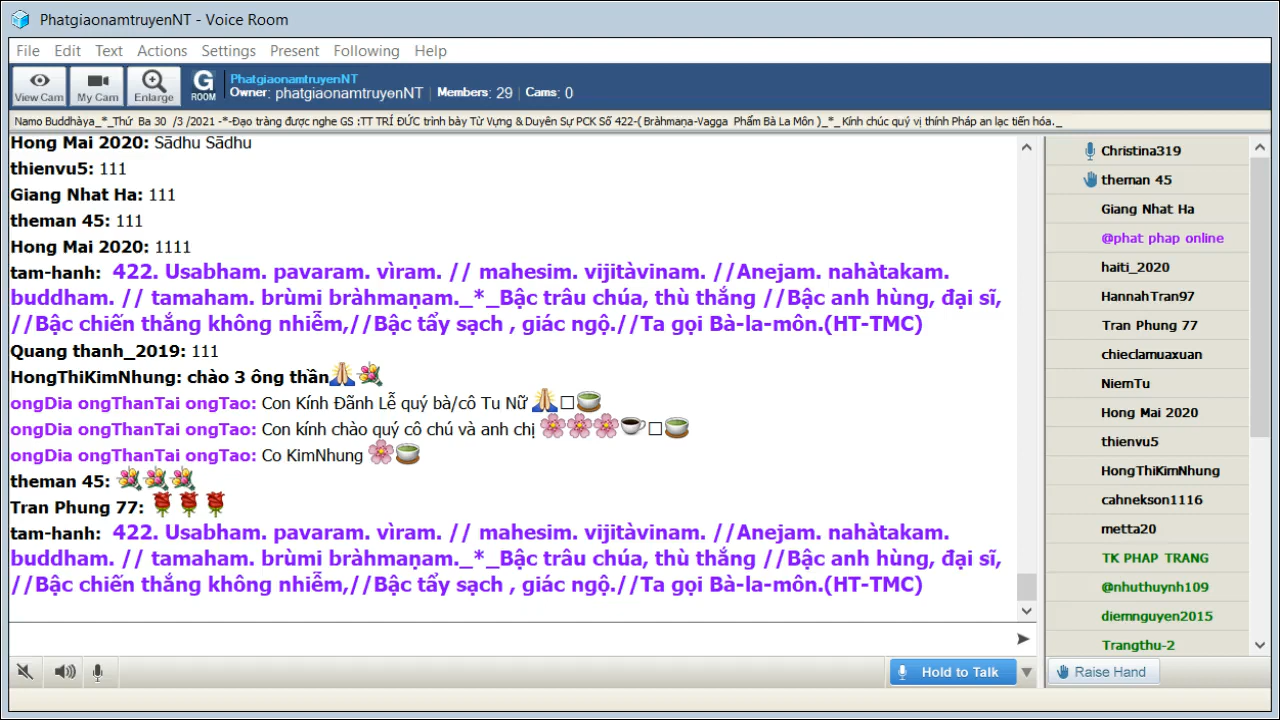 PhatgiaonamtruyenNT - Voice Room
File Edit Text Actions Settings Present Following Help
View Cam My Cam Enlarge G ROOM PhatgiaonamtruyenNT
Owner: phatgiaonamtruyenNT | Members: 29 | Cams: 0
Namo Buddhàya_*_Thứ Ba 30 /3 /2021 -*-Đạo tràng được nghe GS :TT TRÍ ĐỨC trình bày Từ Vựng & Duyên Sự PCK Số 422-( Bràhmaṇa-Vagga Phẩm Bà La Môn )_*_ Kính chúc quý vị thính Pháp an lạc tiến hóa._
Hong Mai 2020: Sādhu Sādhu
thienvu5: 111
Giang Nhat Ha: 111
theman 45: 111
Hong Mai 2020: 1111
tam-hanh: 422. Usabham. pavaram. vìram. // mahesim. vijitàvinam. //Anejam. nahàtakam.
buddham. // tamaham. brùmi bràhmaṇam._*_Bậc trâu chúa, thù thắng //Bậc anh hùng, đại sĩ,
//Bậc chiến thắng không nhiễm,//Bậc tẩy sạch , giác ngộ.//Ta gọi Bà-la-môn.(HT-TMC)
Quang thanh_2019: 111
HongThiKimNhung: chào 3 ông thần
ongDia ongThanTai ongTao: Con Kính Đãnh Lễ quý bà/cô Tu Nữ
ongDia ongThanTai ongTao: Con kính chào quý cô chú và anh chị
ongDia ongThanTai ongTao: Co KimNhung
theman 45:
Tran Phung 77:
tam-hanh: 422. Usabham. pavaram. vìram. // mahesim. vijitàvinam. //Anejam. nahàtakam.
buddham. // tamaham. brùmi bràhmaṇam._*_Bậc trâu chúa, thù thắng //Bậc anh hùng, đại sĩ,
//Bậc chiến thắng không nhiễm,//Bậc tẩy sạch , giác ngộ.//Ta gọi Bà-la-môn.(HT-TMC)
Christina319
theman 45
Giang Nhat Ha
@phat phap online
haiti_2020
HannahTran97
Tran Phung 77
chieclamuaxuan
NiemTu
Hong Mai 2020
thienvu5
HongThiKimNhung
cahnekson1116
metta20
TK PHAP TRANG
@nhuthuynh109
diemnguyen2015
Trangthu-2
Hold to Talk
Raise Hand